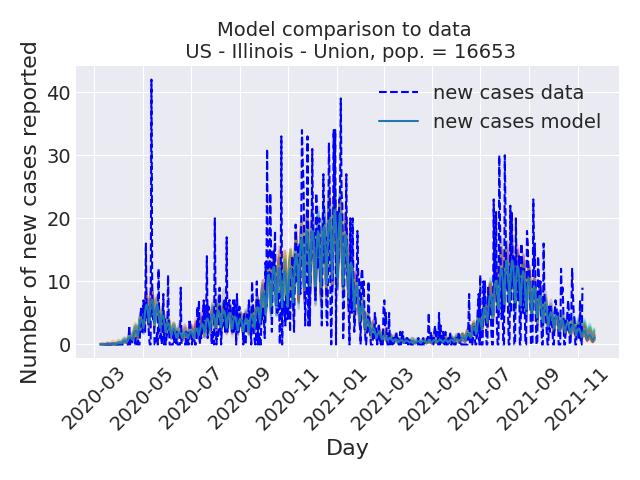 Model comparison to data
US - Illinois - Union, pop. = 16653
Number of new cases reported
40
30
20
10
0
new cases data
new cases model
2020-03
2020-05
2020-07
2020-09
2020-11
2021-01
2021-03
2021-05
2021-07
2021-09
2021-11
Day